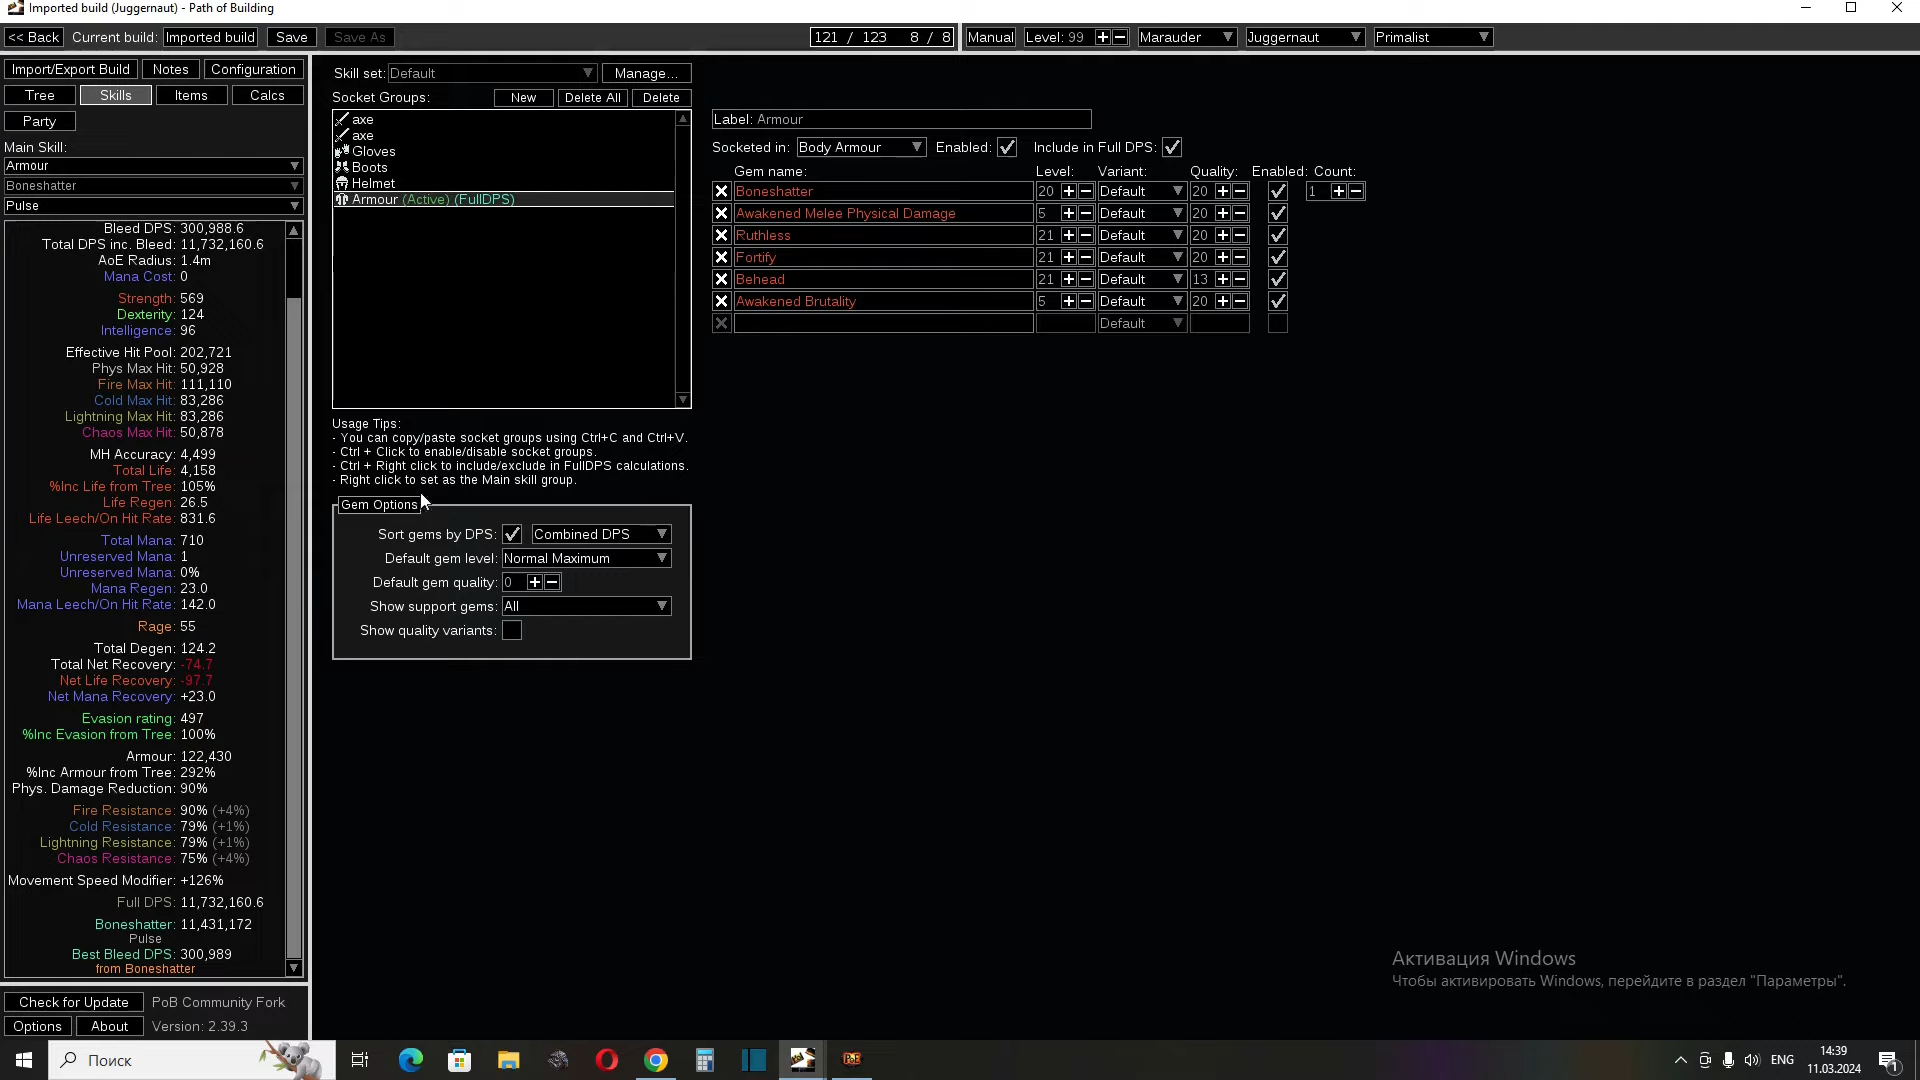 Imported build (Juggernaut) - Path of Building
<< Back Current build: Imported build Save Save As 121 / 123 8 / 8 Manual Level: 99 Marauder Juggernaut Primalist
Import/Export Build Notes Configuration
Tree Skills Items Calcs
Party
Main Skill:
Armour
Boneshatter
Pulse
Bleed DPS: 300,988.6
Total DPS inc. Bleed: 11,732,160.6
AoE Radius: 1.4m
Mana Cost: 0
Strength: 569
Dexterity: 124
Intelligence: 96
Effective Hit Pool: 202,721
Phys Max Hit: 50,928
Fire Max Hit: 111,110
Cold Max Hit: 83,286
Lightning Max Hit: 83,286
Chaos Max Hit: 50,878
MH Accuracy: 4,499
Total Life: 4,158
%Inc Life from Tree: 105%
Life Regen: 26.5
Life Leech/On Hit Rate: 831.6
Total Mana: 710
Unreserved Mana: 1
Unreserved Mana: 0%
Mana Regen: 23.0
Mana Leech/On Hit Rate: 142.0
Rage: 55
Total Degen: 124.2
Total Net Recovery: -74.7
Net Life Recovery: -97.7
Net Mana Recovery: +23.0
Evasion rating: 497
%Inc Evasion from Tree: 100%
Armour: 122,430
%Inc Armour from Tree: 292%
Phys. Damage Reduction: 90%
Fire Resistance: 90% (+4%)
Cold Resistance: 79% (+1%)
Lightning Resistance: 79% (+1%)
Chaos Resistance: 75% (+4%)
Movement Speed Modifier: +126%
Full DPS: 11,732,160.6
Boneshatter: 11,431,172
Pulse
Best Bleed DPS: 300,989
from Boneshatter
Check for Update PoB Community Fork
Options About Version: 2.39.3
Skill set: Default Manage...
Socket Groups: New Delete All Delete
axe
axe
Gloves
Boots
Helmet
Armour (Active) (FullDPS)
Usage Tips:
- You can copy/paste socket groups using Ctrl+C and Ctrl+V.
- Ctrl + Click to enable/disable socket groups.
- Ctrl + Right click to include/exclude in FullDPS calculations.
- Right click to set as the Main skill group.
Gem Options
Sort gems by DPS: Combined DPS
Default gem level: Normal Maximum
Default gem quality: 0
Show support gems: All
Show quality variants:
Label: Armour
Socketed in: Body Armour Enabled: Include in Full DPS:
Gem name: Level: Variant: Quality: Enabled: Count:
Boneshatter 20 Default 20 1
Awakened Melee Physical Damage 5 Default 20
Ruthless 21 Default 20
Fortify 21 Default 20
Behead 21 Default 13
Awakened Brutality 5 Default 20
Default
Активация Windows
Чтобы активировать Windows, перейдите в раздел "Параметры".
Поиск
ENG
14:39
11.03.2024
1